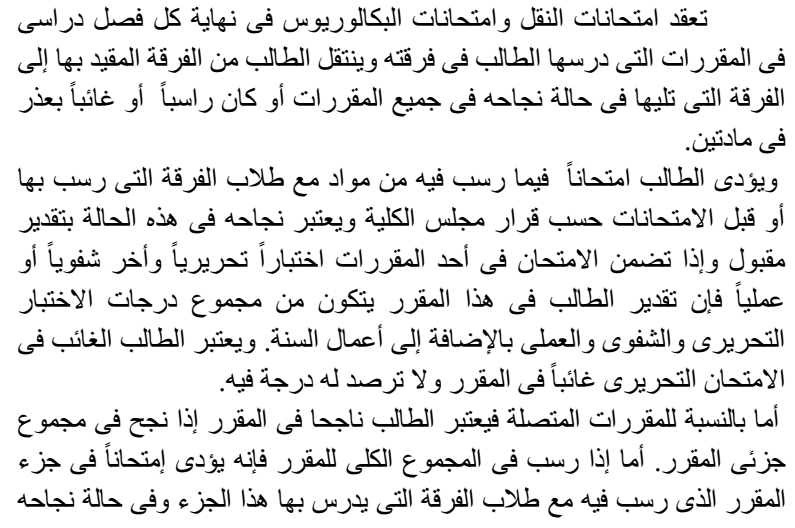 تعقد امتحانات النقل وامتحانات البكالوريوس فى نهاية كل فصل دراسى
فى المقررات التى درسها الطالب فى فرقته وينتقل الطالب من الفرقة المقيد بها إلى
الفرقة التى تليها فى حالة نجاحه فى جميع المقررات أو كان راسباً أو غائباً بعذر
فى مادتين.
ويؤدى الطالب امتحاناً فيما رسب فيه من مواد مع طلاب الفرقة التى رسب بها
أو قبل الامتحانات حسب قرار مجلس الكلية ويعتبر نجاحه فى هذه الحالة بتقدير
مقبول وإذا تضمن الامتحان فى أحد المقررات اختباراً تحريرياً وأخر شفوياً أو
عملياً فإن تقدير الطالب فى هذا المقرر يتكون من مجموع درجات الاختبار
التحريرى والشفوى والعملى بالإضافة إلى أعمال السنة. ويعتبر الطالب الغائب فى
الامتحان التحريرى غائباً فى المقرر ولا ترصد له درجة فيه.
أما بالنسبة للمقررات المتصلة فيعتبر الطالب ناجحا فى المقرر إذا نجح فى مجموع
جزئى المقرر. أما إذا رسب فى المجموع الكلى للمقرر فإنه يؤدى إمتحاناً فى جزء
المقرر الذى رسب فيه مع طلاب الفرقة التى يدرس بها هذا الجزء وفى حالة نجاحه